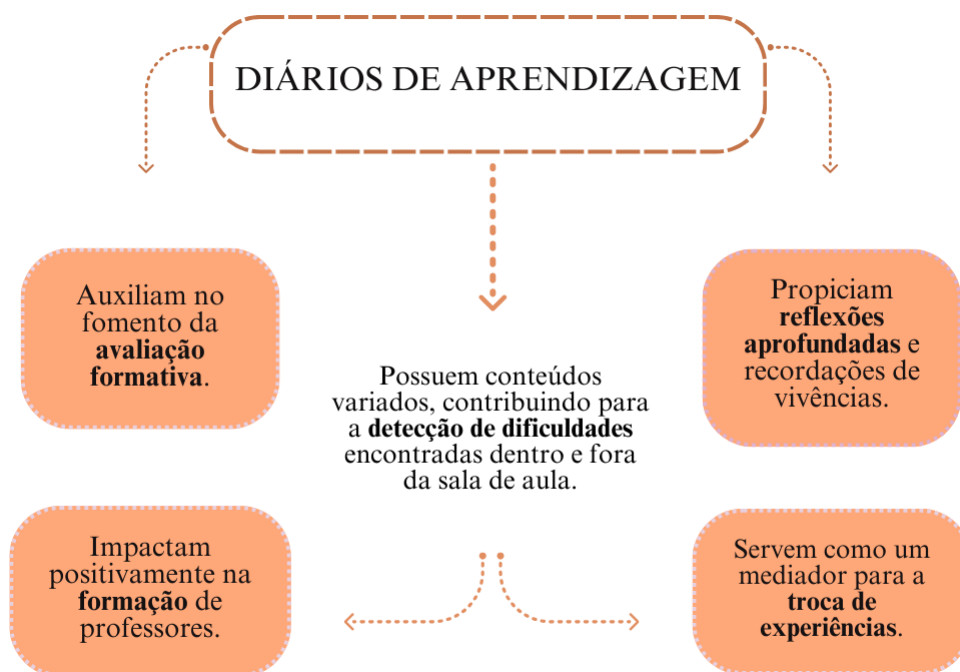 DIÁRIOS DE APRENDIZAGEM
Auxiliam no
fomento da
avaliação
formativa.
Possuem conteúdos
variados, contribuindo para
a detecção de dificuldades
encontradas dentro e fora
da sala de aula.
Propiciam
reflexões
aprofundadas e
recordações de
vivências.
Impactam
positivamente na
formação de
professores.
Servem como um
mediador para a
troca de
experiências.